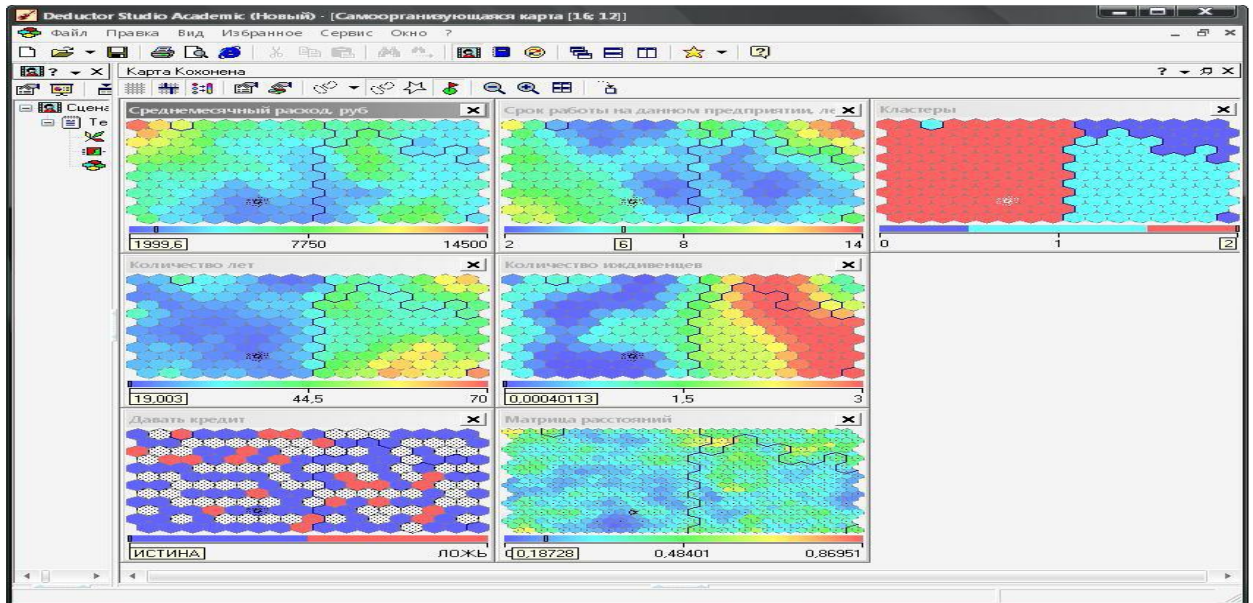 Deductor Studio Academic (Новый) - [Самоорганизующаяся карта [16; 12]]
Файл Правка Вид Избранное Сервис Окно ?
? Карта Кохонена ?
Сцена
Те
Среднемесячный расход, руб Срок работы на данном предприятии, ле Кластеры
1999,6 7750 14500 2 6 8 14 0 1 2
Количество лет Количество иждивенцев
19,003 44,5 70 0,00040113 1,5 3
Давать кредит Матрица расстояний
ИСТИНА ЛОЖЬ 0,18728 0,48401 0,86951